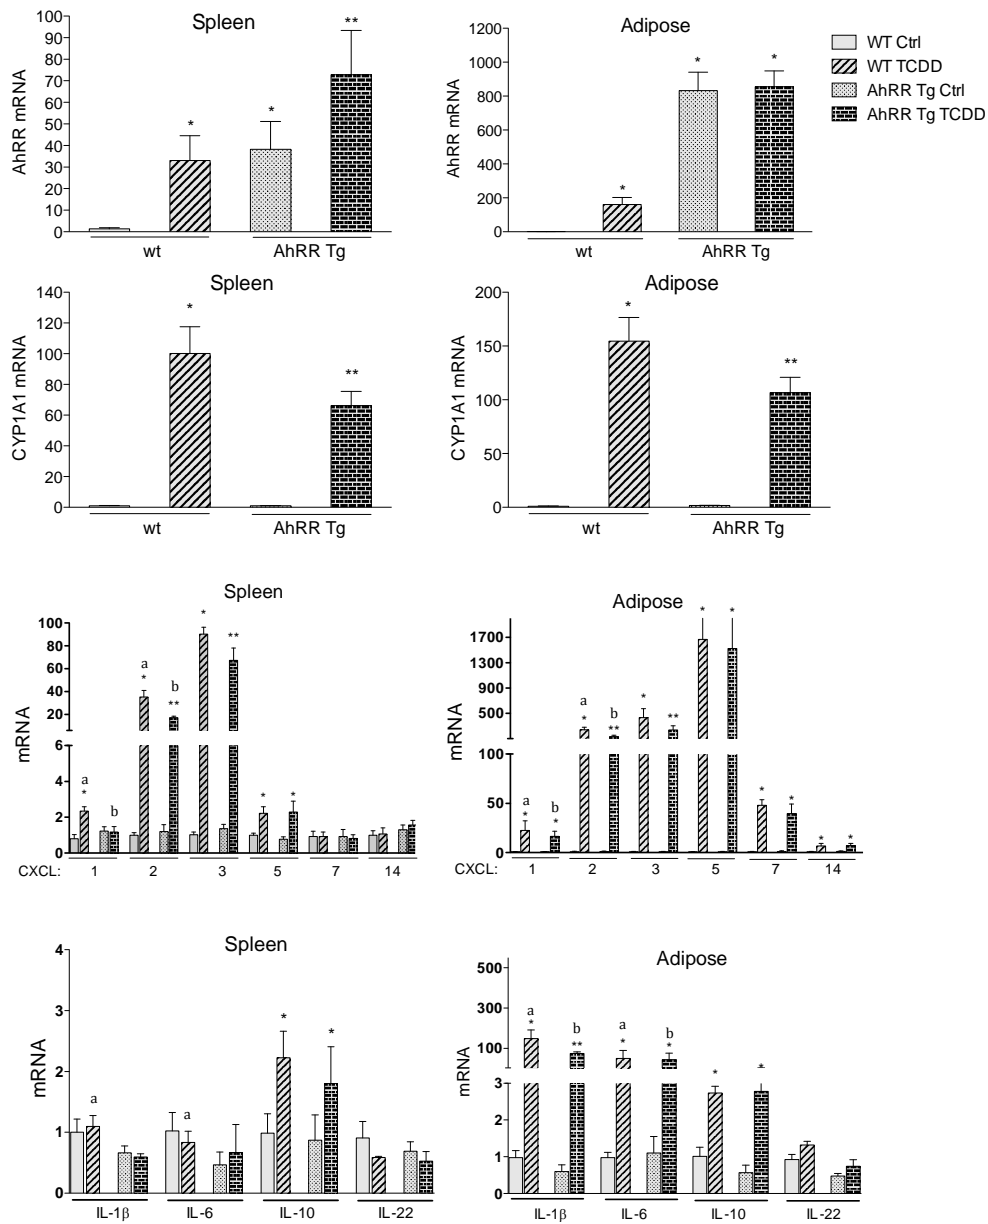 Spleen
AhRR mRNA
100
90
80
70
60
50
40
30
20
10
0
*
*
**
wt
AhRR Tg
Adipose
AhRR mRNA
1200
1000
800
600
400
200
0
*
*
*
wt
AhRR Tg
WT Ctrl
WT TCDD
AhRR Tg Ctrl
AhRR Tg TCDD
Spleen
CYP1A1 mRNA
140
120
100
80
60
40
20
0
*
**
wt
AhRR Tg
Adipose
CYP1A1 mRNA
200
150
100
50
0
*
**
wt
AhRR Tg
Spleen
mRNA
100
80
60
40
20
6
4
2
0
a
*
b
a
*
b
**
*
**
*
*
CXCL: 1 2 3 5 7 14
Adipose
mRNA
1700
1300
900
500
100
50
0
a
*
b
*
a
*
b
**
*
**
*
*
*
*
*
*
CXCL: 1 2 3 5 7 14
Spleen
mRNA
4
3
2
1
0
a
a
*
*
IL-1β IL-6 IL-10 IL-22
Adipose
mRNA
500
300
100
3
2
1
0
a
*
b
**
a
*
b
*
*
*
IL-1β IL-6 IL-10 IL-22